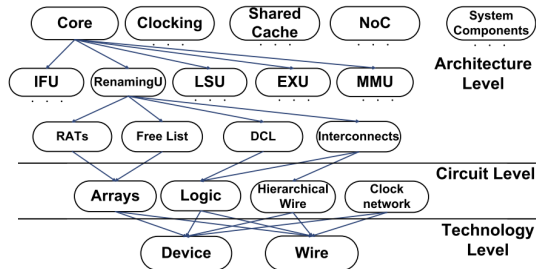 Core
Clocking
Shared
Cache
NoC
System
Components
. . .
. . .
. . .
. . .
Architecture
Level
IFU
RenamingU
LSU
EXU
MMU
. . .
. . .
. . .
. . .
RATs
Free List
DCL
Interconnects
Circuit Level
Arrays
Logic
Hierarchical
Wire
Clock
network
Technology
Level
Device
Wire